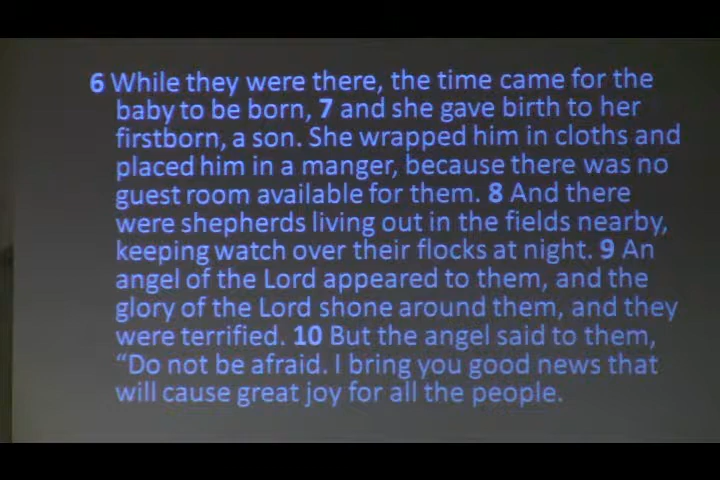 6 While they were there, the time came for the
baby to be born, 7 and she gave birth to her
firstborn, a son. She wrapped him in cloths and
placed him in a manger, because there was no
guest room available for them. 8 And there
were shepherds living out in the fields nearby,
keeping watch over their flocks at night. 9 An
angel of the Lord appeared to them, and the
glory of the Lord shone around them, and they
were terrified. 10 But the angel said to them,
“Do not be afraid. I bring you good news that
will cause great joy for all the people.